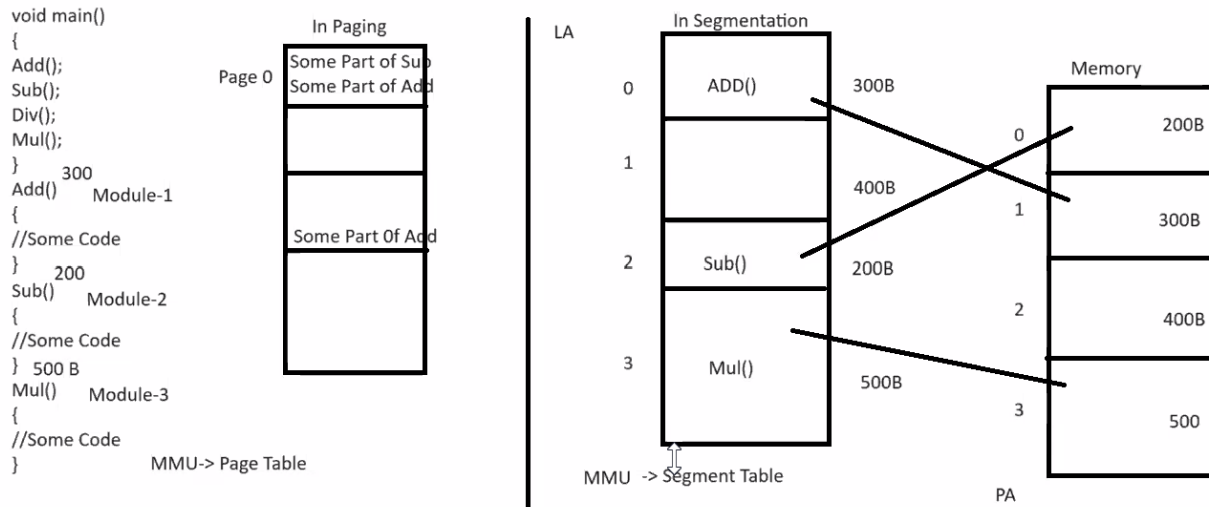 void main()
{
Add();
Sub();
Div();
Mul();
}
300
Add() Module-1
{
//Some Code
}
200
Sub() Module-2
{
//Some Code
}
500 B
Mul() Module-3
{
//Some Code
}
MMU-> Page Table
In Paging
Page 0
Some Part of Sub
Some Part of Add
Some Part 0f Add
LA
In Segmentation
0 ADD() 300B
1 400B
2 Sub() 200B
3 Mul() 500B
MMU -> Segment Table
Memory
0 200B
1 300B
2 400B
3 500
PA